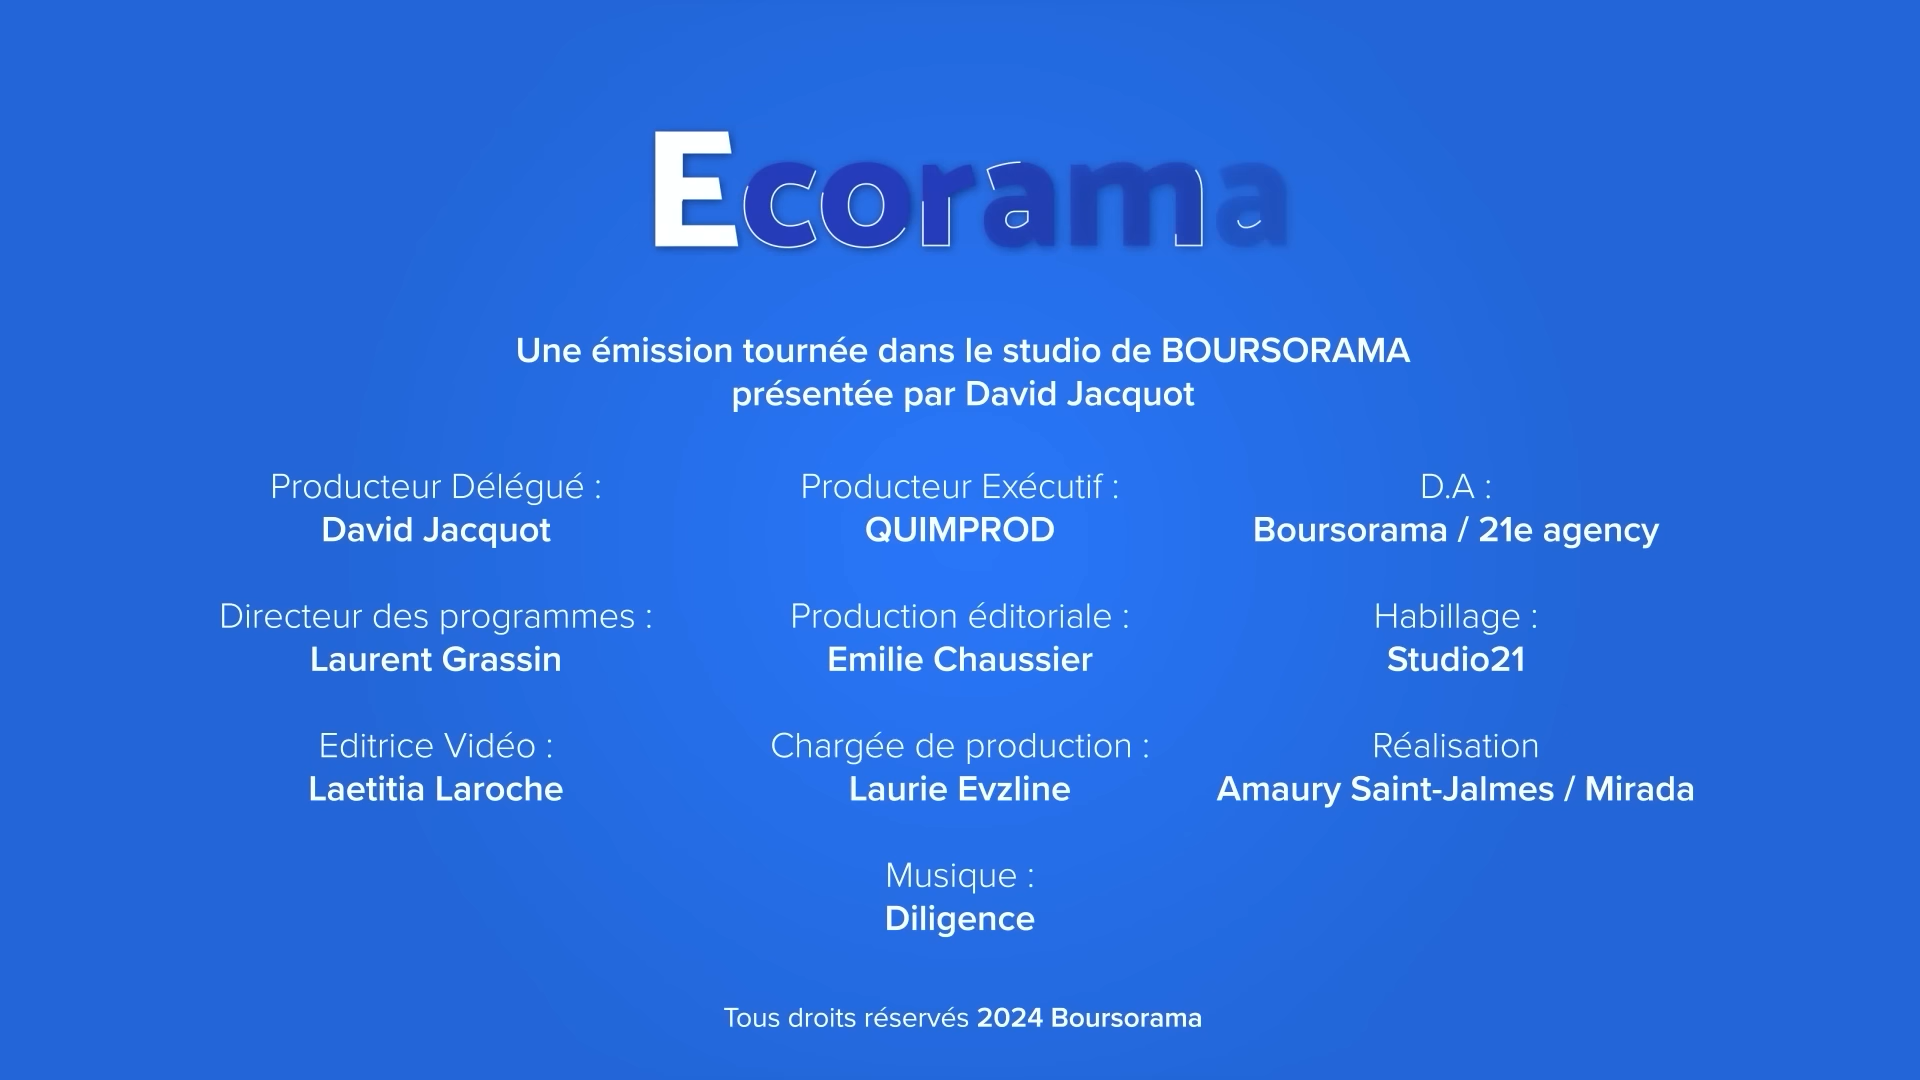 Ecorama
Une émission tournée dans le studio de BOURSORAMA
présentée par David Jacquot
Producteur Délégué :
David Jacquot
Producteur Exécutif :
QUIMPROD
D.A :
Boursorama / 21e agency
Directeur des programmes :
Laurent Grassin
Production éditoriale :
Emilie Chaussier
Habillage :
Studio21
Editrice Vidéo :
Laetitia Laroche
Chargée de production :
Laurie Evzline
Réalisation
Amaury Saint-Jalmes / Mirada
Musique :
Diligence
Tous droits réservés 2024 Boursorama